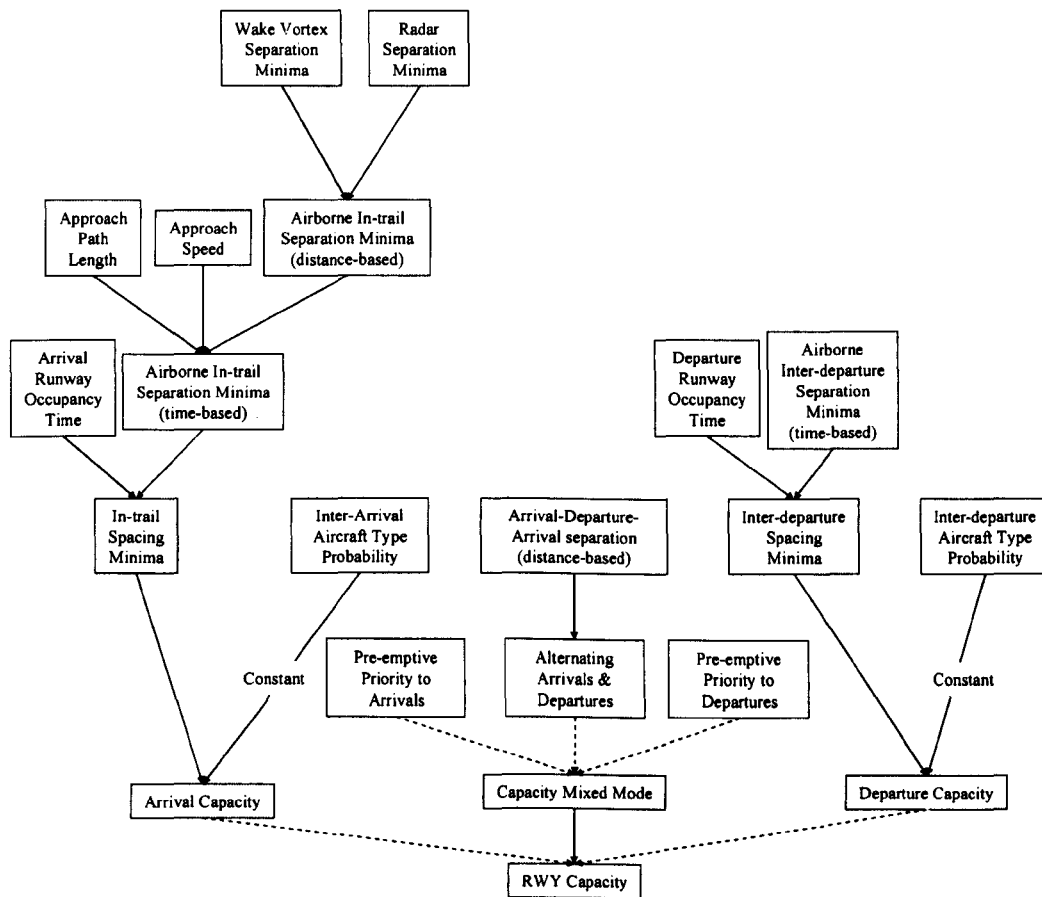 Wake Vortex
Separation
Minima
Radar
Separation
Minima
Approach
Path
Length
Approach
Speed
Airborne In-trail
Separation Minima
(distance-based)
Arrival
Runway
Occupancy
Time
Airborne In-trail
Separation Minima
(time-based)
Departure
Runway
Occupancy
Time
Airborne
Inter-departure
Separation
Minima
(time-based)
In-trail
Spacing
Minima
Inter-Arrival
Aircraft Type
Probability
Arrival-Departure-
Arrival separation
(distance-based)
Inter-departure
Spacing
Minima
Inter-departure
Aircraft Type
Probability
Constant
Pre-emptive
Priority to
Arrivals
Alternating
Arrivals &
Departures
Pre-emptive
Priority to
Departures
Constant
Arrival Capacity
Capacity Mixed Mode
Departure Capacity
RWY Capacity